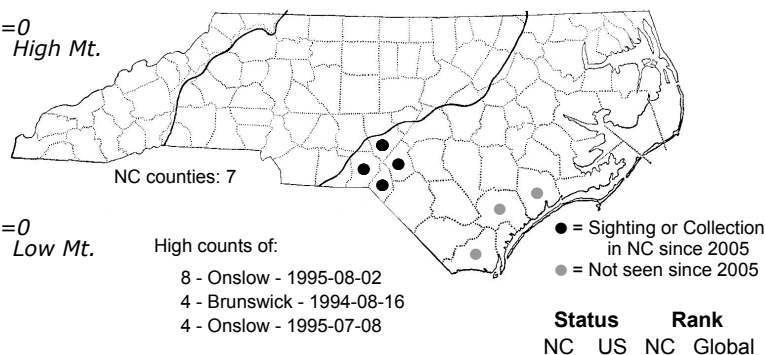 =0
High Mt.
NC counties: 7
=0
Low Mt.
High counts of:
8 - Onslow - 1995-08-02
4 - Brunswick - 1994-08-16
4 - Onslow - 1995-07-08
= Sighting or Collection
in NC since 2005
= Not seen since 2005
Status Rank
NC US NC Global